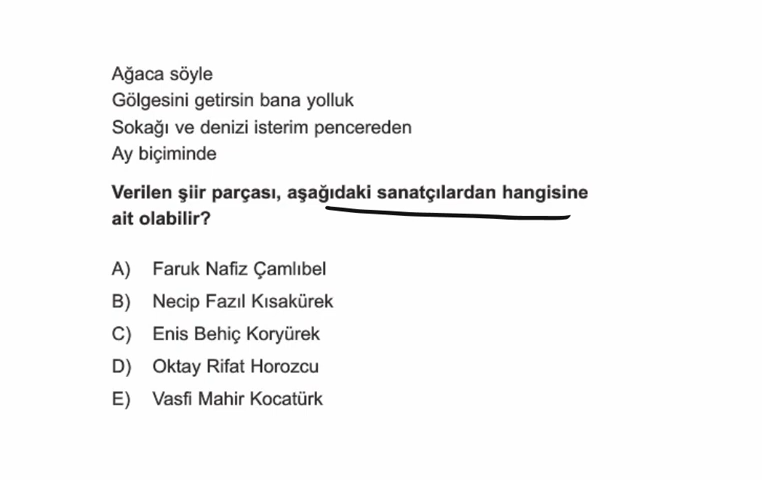 Ağaca söyle
Gölgesini getirsin bana yolluk
Sokağı ve denizi isterim pencereden
Ay biçiminde
Verilen şiir parçası, aşağıdaki sanatçılardan hangisine
ait olabilir?
A) Faruk Nafiz Çamlıbel
B) Necip Fazıl Kısakürek
C) Enis Behiç Koryürek
D) Oktay Rifat Horozcu
E) Vasfi Mahir Kocatürk